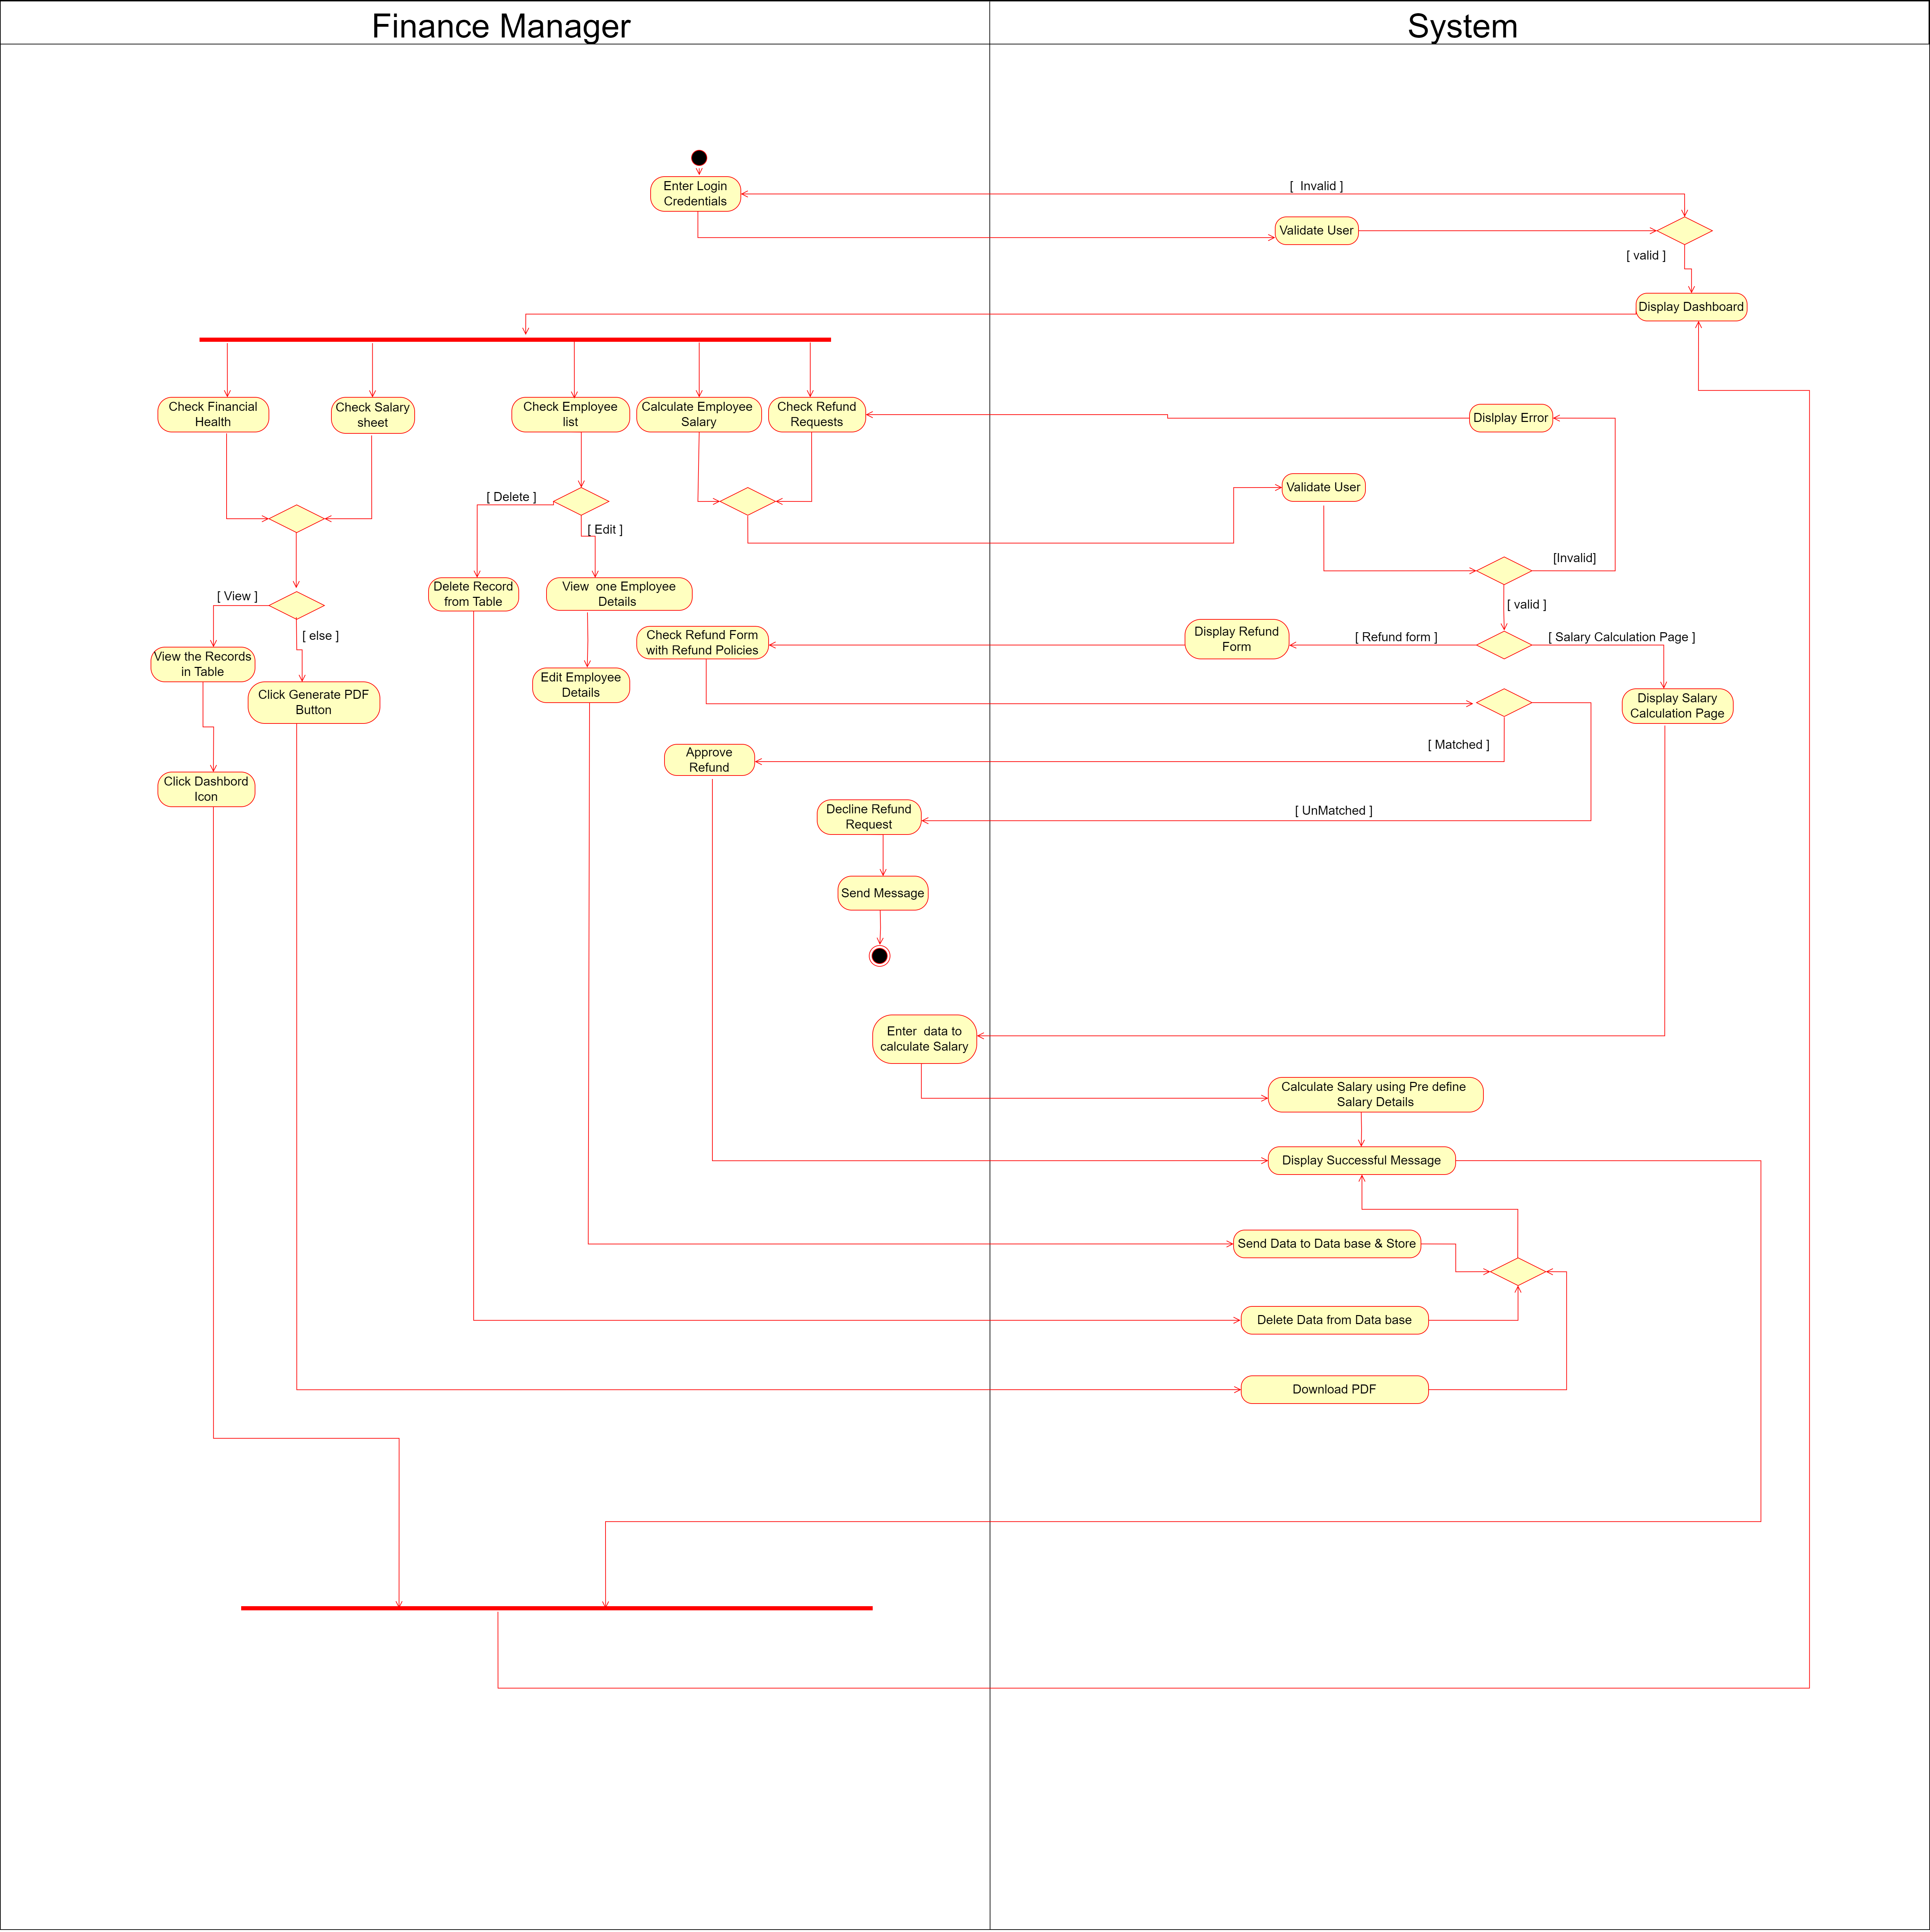 Finance Manager
System
Enter Login
Credentials
[  Invalid ]
Validate User
[ valid ]
Display Dashboard
Check Financial
Health
Check Salary
sheet
Check Employee
list
Calculate Employee
Salary
Check Refund
Requests
Dislplay Error
Validate User
[ Delete ]
[ Edit ]
[Invalid]
[ valid ]
[ View ]
[ else ]
Delete Record
from Table
View  one Employee
Details
Check Refund Form
with Refund Policies
Display Refund
Form
[ Refund form ]
[ Salary Calculation Page ]
View the Records
in Table
Click Generate PDF
Button
Edit Employee
Details
Display Salary
Calculation Page
[ Matched ]
Approve
Refund
Click Dashbord
Icon
Decline Refund
Request
[ UnMatched ]
Send Message
Enter  data to
calculate Salary
Calculate Salary using Pre define
Salary Details
Display Successful Message
Send Data to Data base & Store
Delete Data from Data base
Download PDF